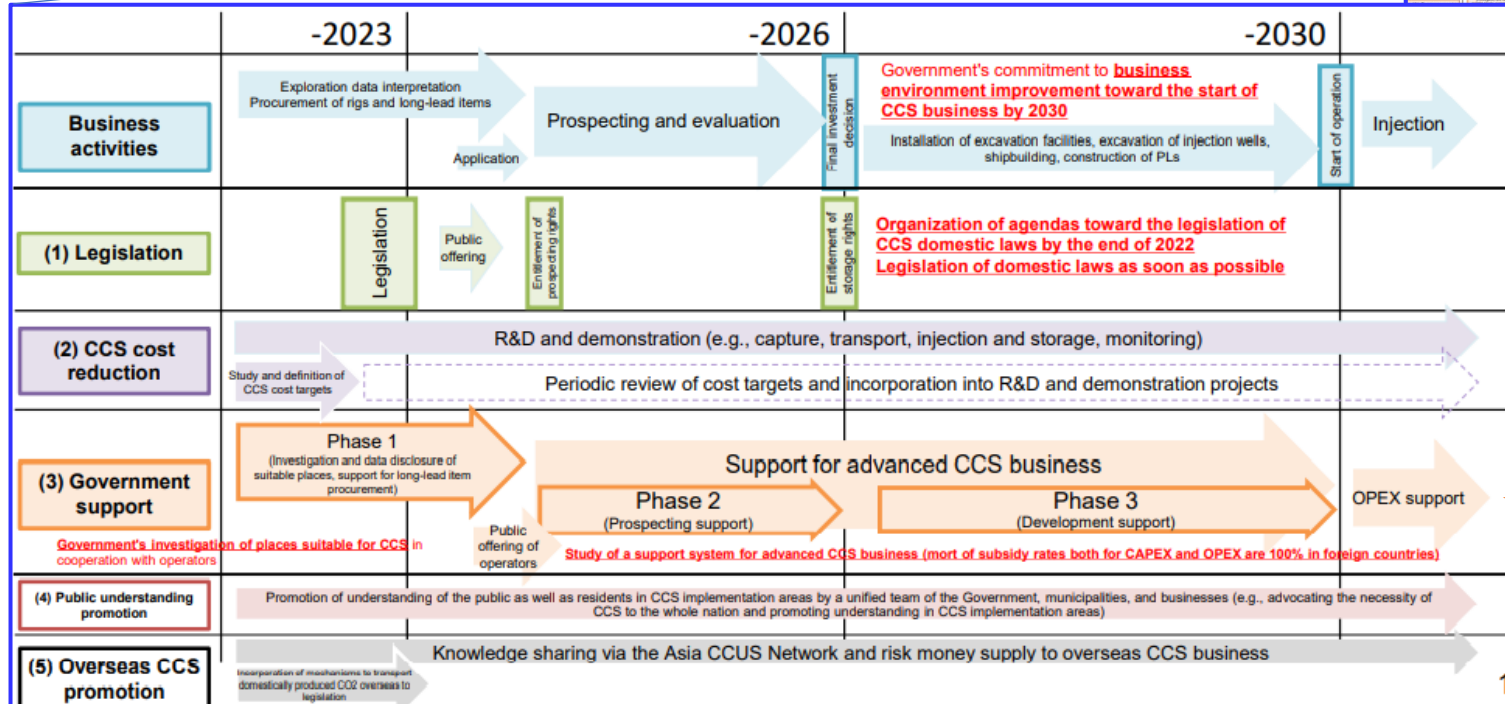 -2023
-2026
-2030
Business
activities
Exploration data interpretation
Procurement of rigs and long-lead items
Application
Prospecting and evaluation
Final investment
decision
Government's commitment to business
environment improvement toward the start of
CCS business by 2030
Installation of excavation facilities, excavation of injection wells,
shipbuilding, construction of PLs
Start of operation
Injection
(1) Legislation
Legislation
Public
offering
Entitlement of
prospecting rights
Entitlement of
storage rights
Organization of agendas toward the legislation of
CCS domestic laws by the end of 2022
Legislation of domestic laws as soon as possible
(2) CCS cost
reduction
R&D and demonstration (e.g., capture, transport, injection and storage, monitoring)
Study and definition of
CCS cost targets
Periodic review of cost targets and incorporation into R&D and demonstration projects
(3) Government
support
Phase 1
(Investigation and data disclosure of
suitable places, support for long-lead item
procurement)
Support for advanced CCS business
Phase 2
(Prospecting support)
Phase 3
(Development support)
OPEX support
Public
offering of
operators
Government's investigation of places suitable for CCS in
cooperation with operators
Study of a support system for advanced CCS business (mort of subsidy rates both for CAPEX and OPEX are 100% in foreign countries)
(4) Public understanding
promotion
Promotion of understanding of the public as well as residents in CCS implementation areas by a unified team of the Government, municipalities, and businesses (e.g., advocating the necessity of
CCS to the whole nation and promoting understanding in CCS implementation areas)
(5) Overseas CCS
promotion
Knowledge sharing via the Asia CCUS Network and risk money supply to overseas CCS business
Incorporation of mechanisms to transport
domestically produced CO2 overseas to
legislation
1